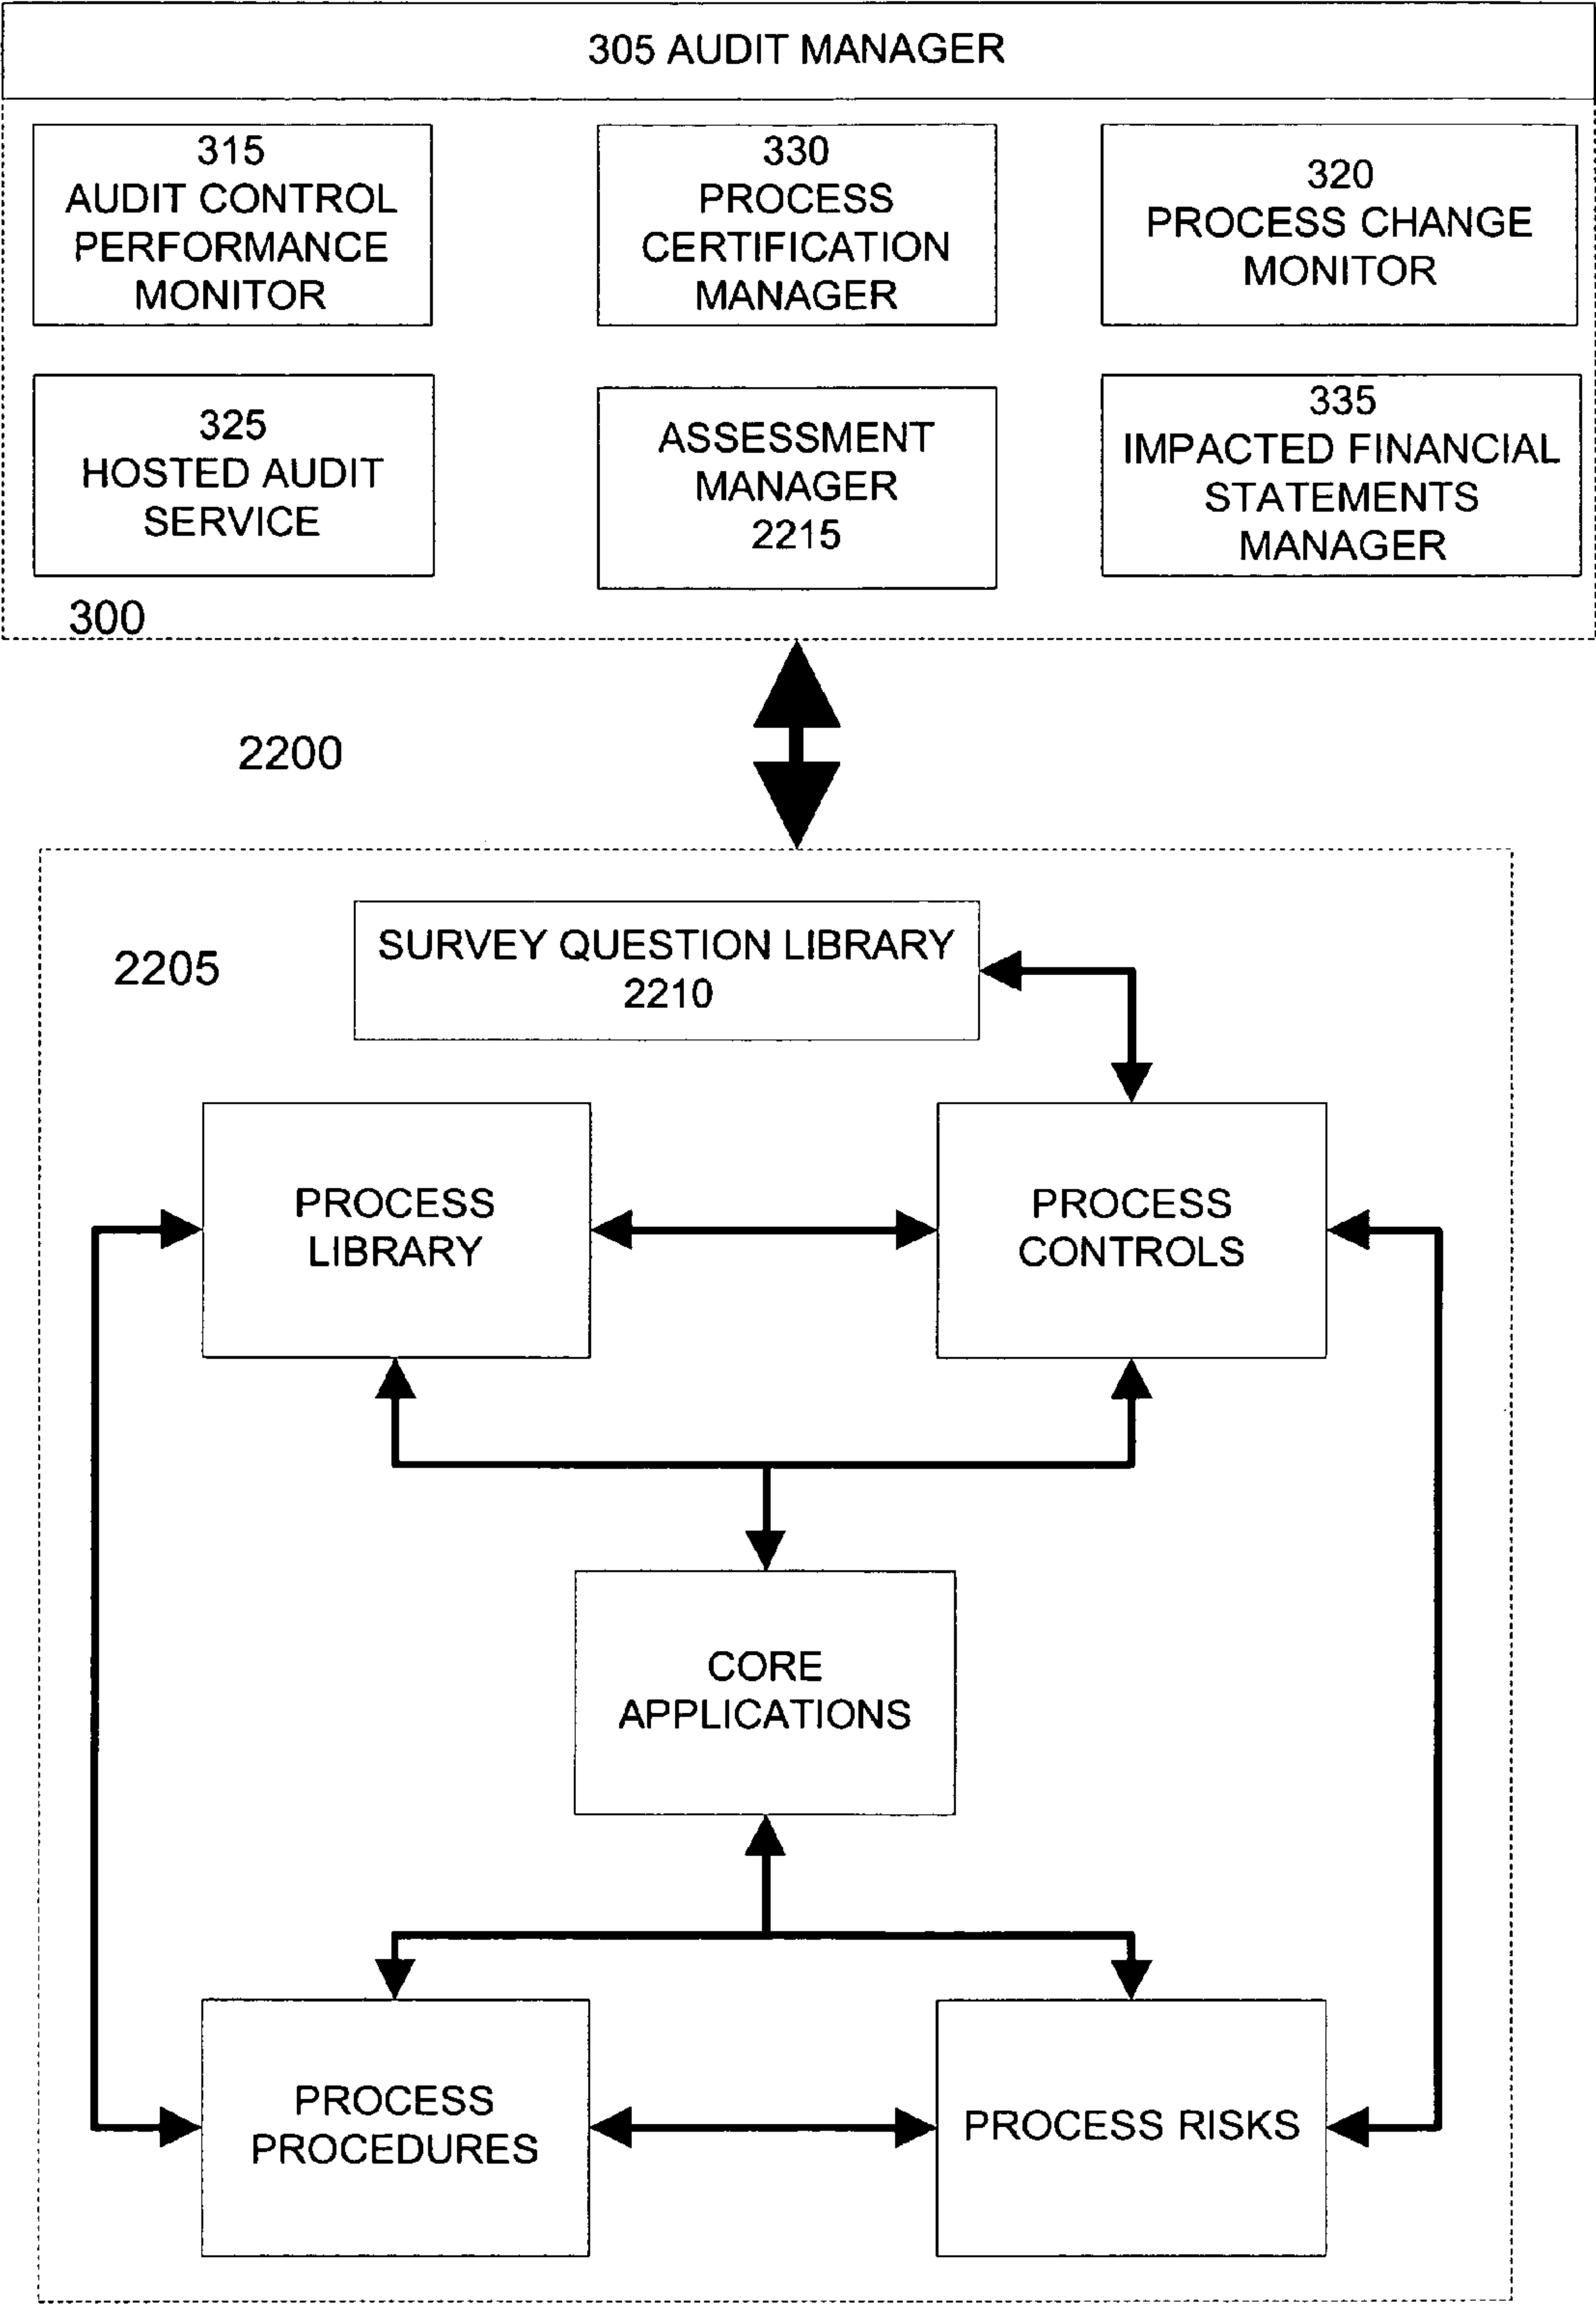 305 AUDIT MANAGER
315
AUDIT CONTROL
PERFORMANCE
MONITOR
330
PROCESS
CERTIFICATION
MANAGER
320
PROCESS CHANGE
MONITOR
325
HOSTED AUDIT
SERVICE
ASSESSMENT
MANAGER
2215
335
IMPACTED FINANCIAL
STATEMENTS
MANAGER
300
2200
2205
SURVEY QUESTION LIBRARY
2210
PROCESS
LIBRARY
PROCESS
CONTROLS
CORE
APPLICATIONS
PROCESS
PROCEDURES
PROCESS RISKS